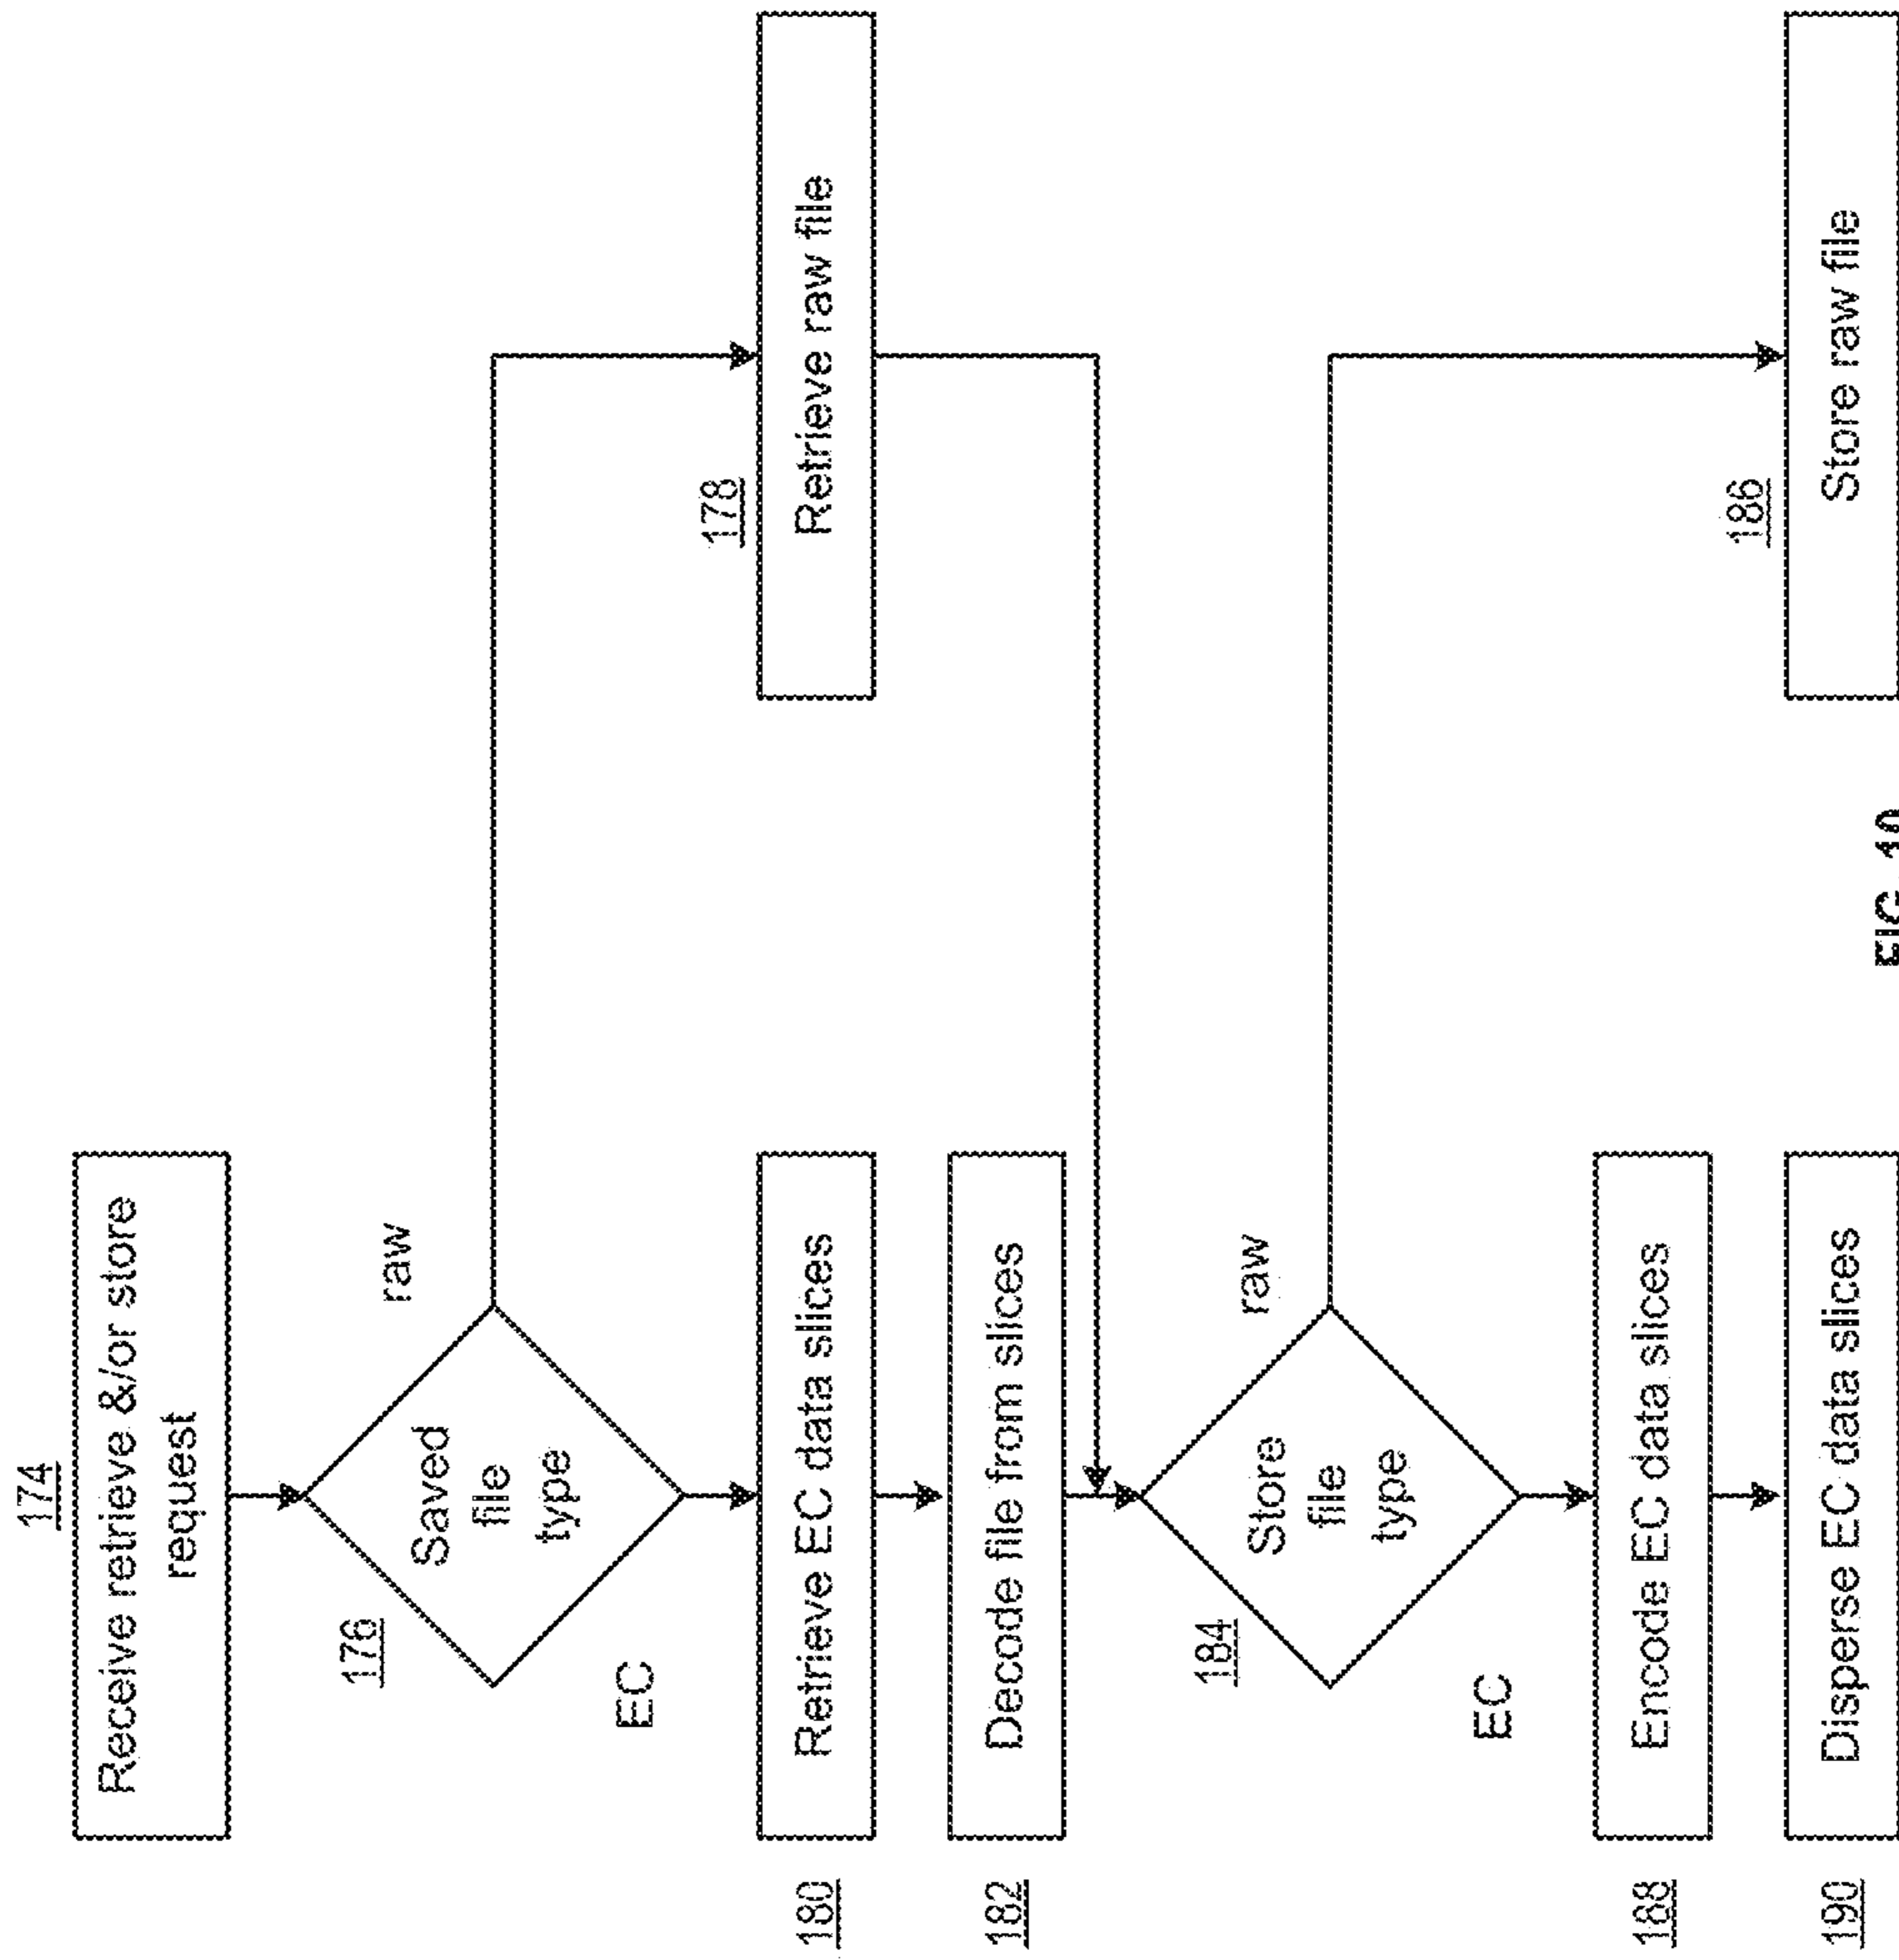 174
Receive retrieve &/or store
request
176
Saved
file
type
raw
EC
178
Retrieve raw file
180
Retrieve EC data slices
182
Decode file from slices
184
Store
file
type
raw
EC
186
Store raw file
188
Encode EC data slices
190
Disperse EC data slices
FIG. 10